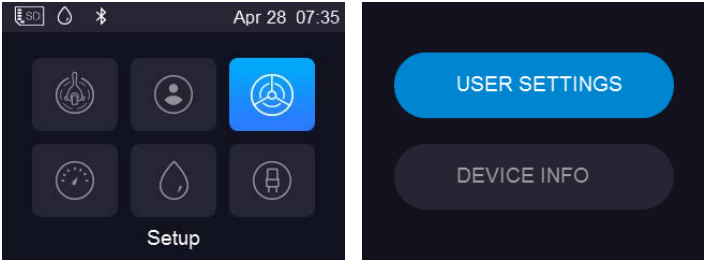 SD
Apr 28 07:35
Setup
USER SETTINGS
DEVICE INFO